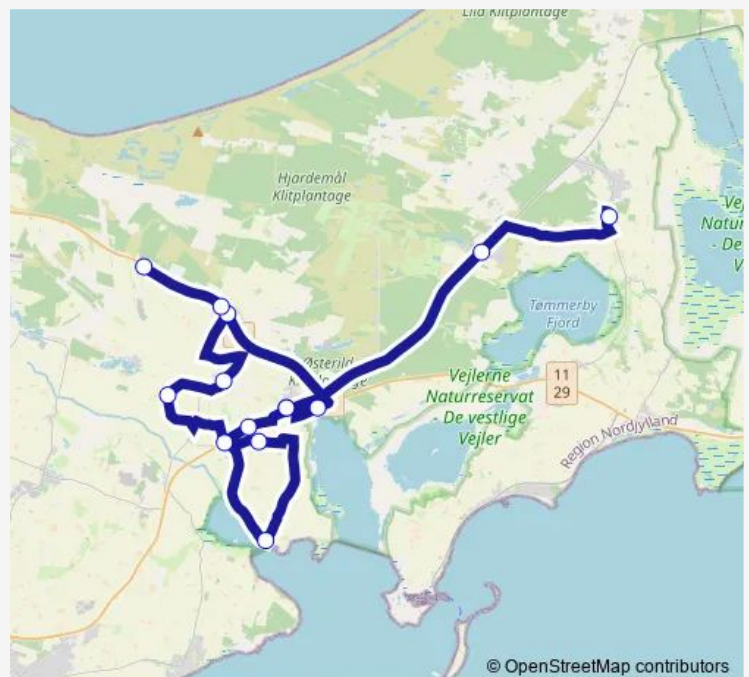 Lild Klitplantage
Hjardemål
Klitplantage
Tømmerby
Fjord
Østerild
Vejlerne
Naturreservat
- De vestlige
Vejler
11
29
Region Nordjylland
© OpenStreetMap contributors